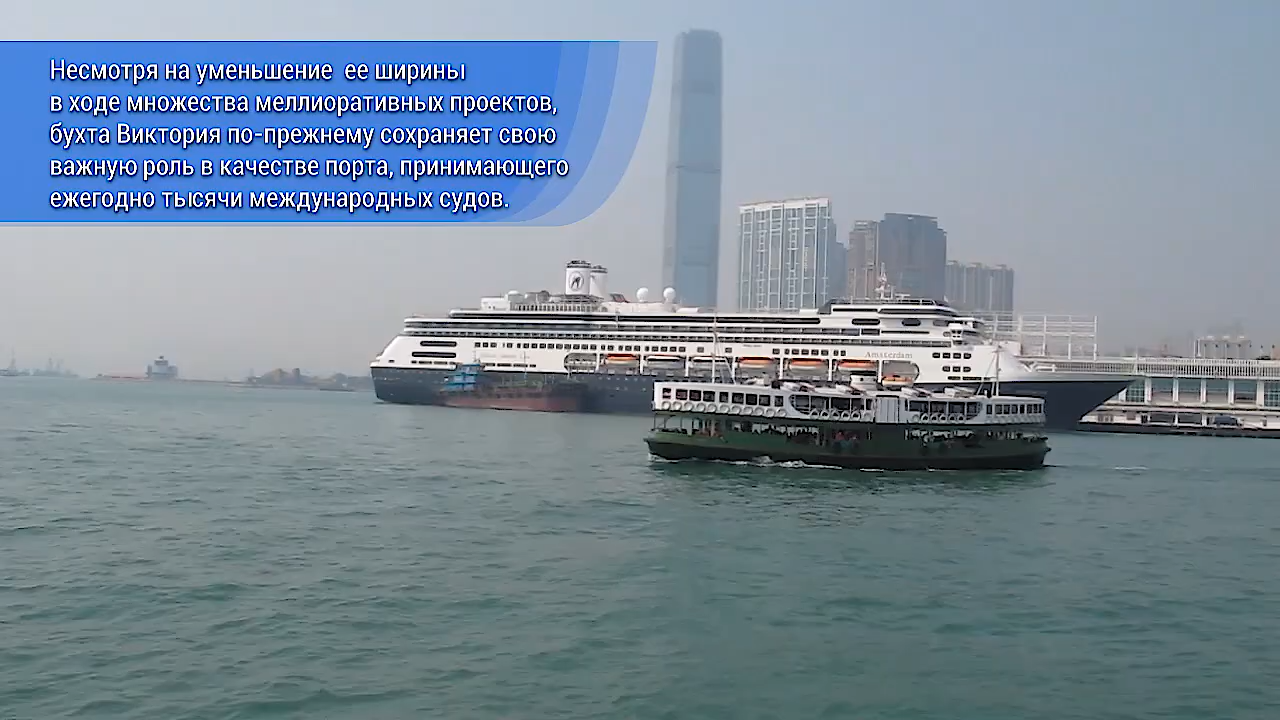 Несмотря на уменьшение  ее ширины
в ходе множества меллиоративных проектов,
бухта Виктория по-прежнему сохраняет свою
важную роль в качестве порта, принимающего
ежегодно тысячи международных судов.
Amsterdam